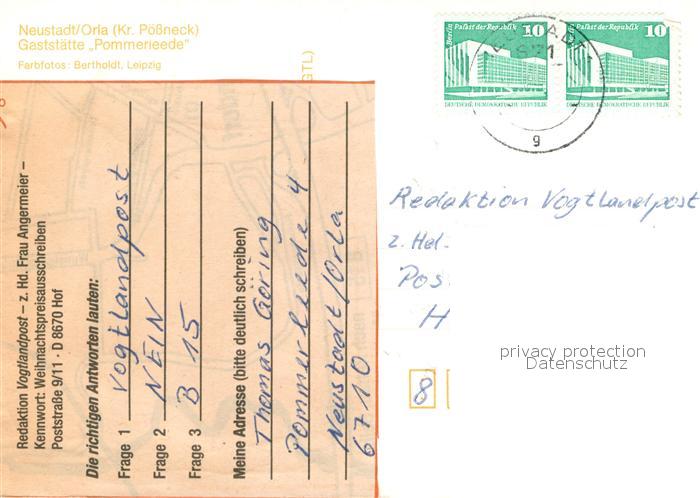 Neustadt/Orla (Kr. Pößneck)
Gaststätte „Pommerleede“
Farbfotos: Bertholdt, Leipzig
GTL)
Berlin Palast der Republik 10
DEUTSCHE DEMOKRATISCHE REPUBLIK
Berlin Palast der Republik 10
DEUTSCHE DEMOKRATISCHE REPUBLIK
g
Redaktion Vogtlandpost – z. Hd. Frau Angermeier –
Kennwort: Weihnachtspreisausschreiben
Poststraße 9/11 · D 8670 Hof
Die richtigen Antworten lauten:
Frage 1 Vogtlandpost
Frage 2 NEIN
Frage 3 B 15
Meine Adresse (bitte deutlich schreiben)
Thomas Göring
Pommerleede 4
Neustadt/Orla
6710
Redaktion Vogtlandpost
z. Hd.
Pos
H
8
privacy protection
Datenschutz